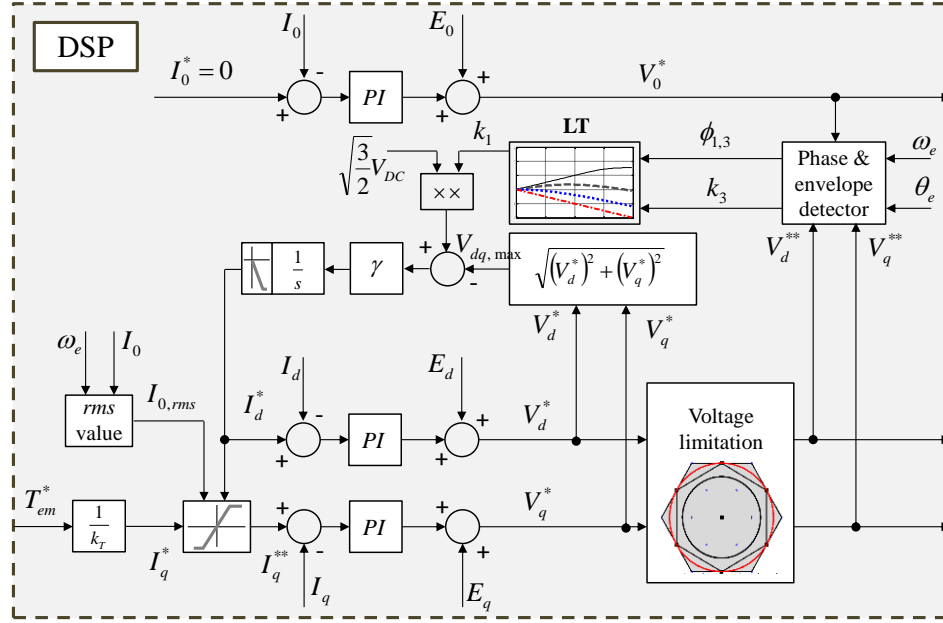 DSP
I_0
E_0
I_0^* = 0
-
+
PI
+
+
V_0^*
LT
k_1
ϕ_{1,3}
k_3
√(3/2) V_{DC}
××
Phase &
envelope
detector
ω_e
θ_e
V_d^{**}
V_q^{**}
1/s
γ
+
-
V_{dq, max}
√((V_d^*)^2 + (V_q^*)^2)
V_d^*
V_q^*
ω_e
I_0
rms
value
I_{0,rms}
I_d^*
I_d
-
+
PI
E_d
+
+
V_d^*
Voltage
limitation
T_{em}^*
1/k_T
I_q^*
I_q^{**}
+
-
I_q
PI
+
+
E_q
V_q^*